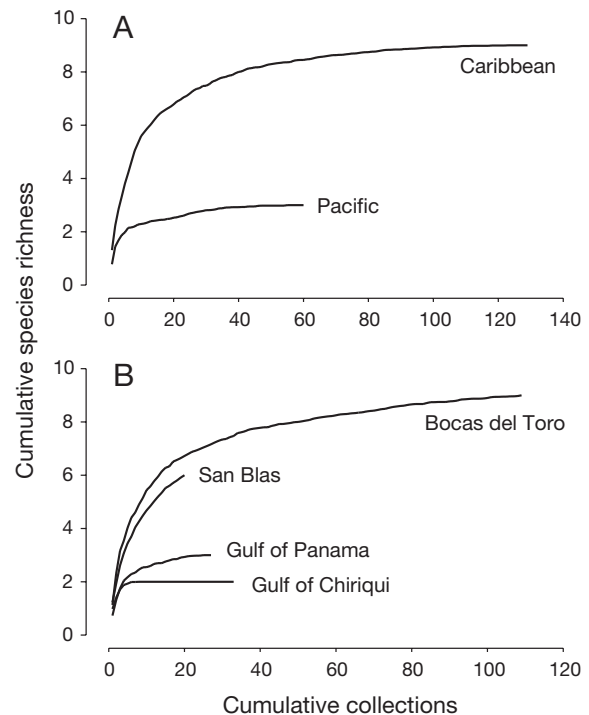 A
10
8
6
4
2
0
Caribbean
Pacific
0 20 40 60 80 100 120 140
Cumulative species richness
B
10
8
6
4
2
0
Bocas del Toro
San Blas
Gulf of Panama
Gulf of Chiriqui
0 20 40 60 80 100 120
Cumulative collections